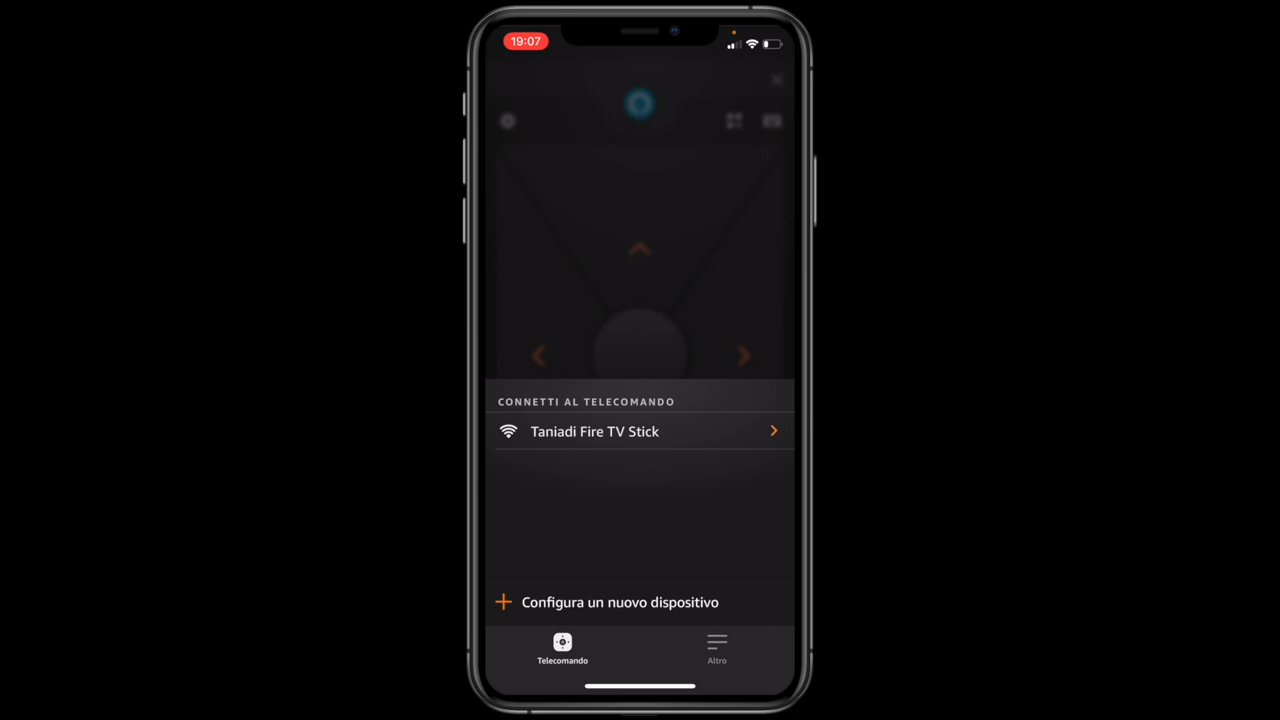 19:07
CONNETTI AL TELECOMANDO
Taniadi Fire TV Stick
Configura un nuovo dispositivo
Telecomando
Altro